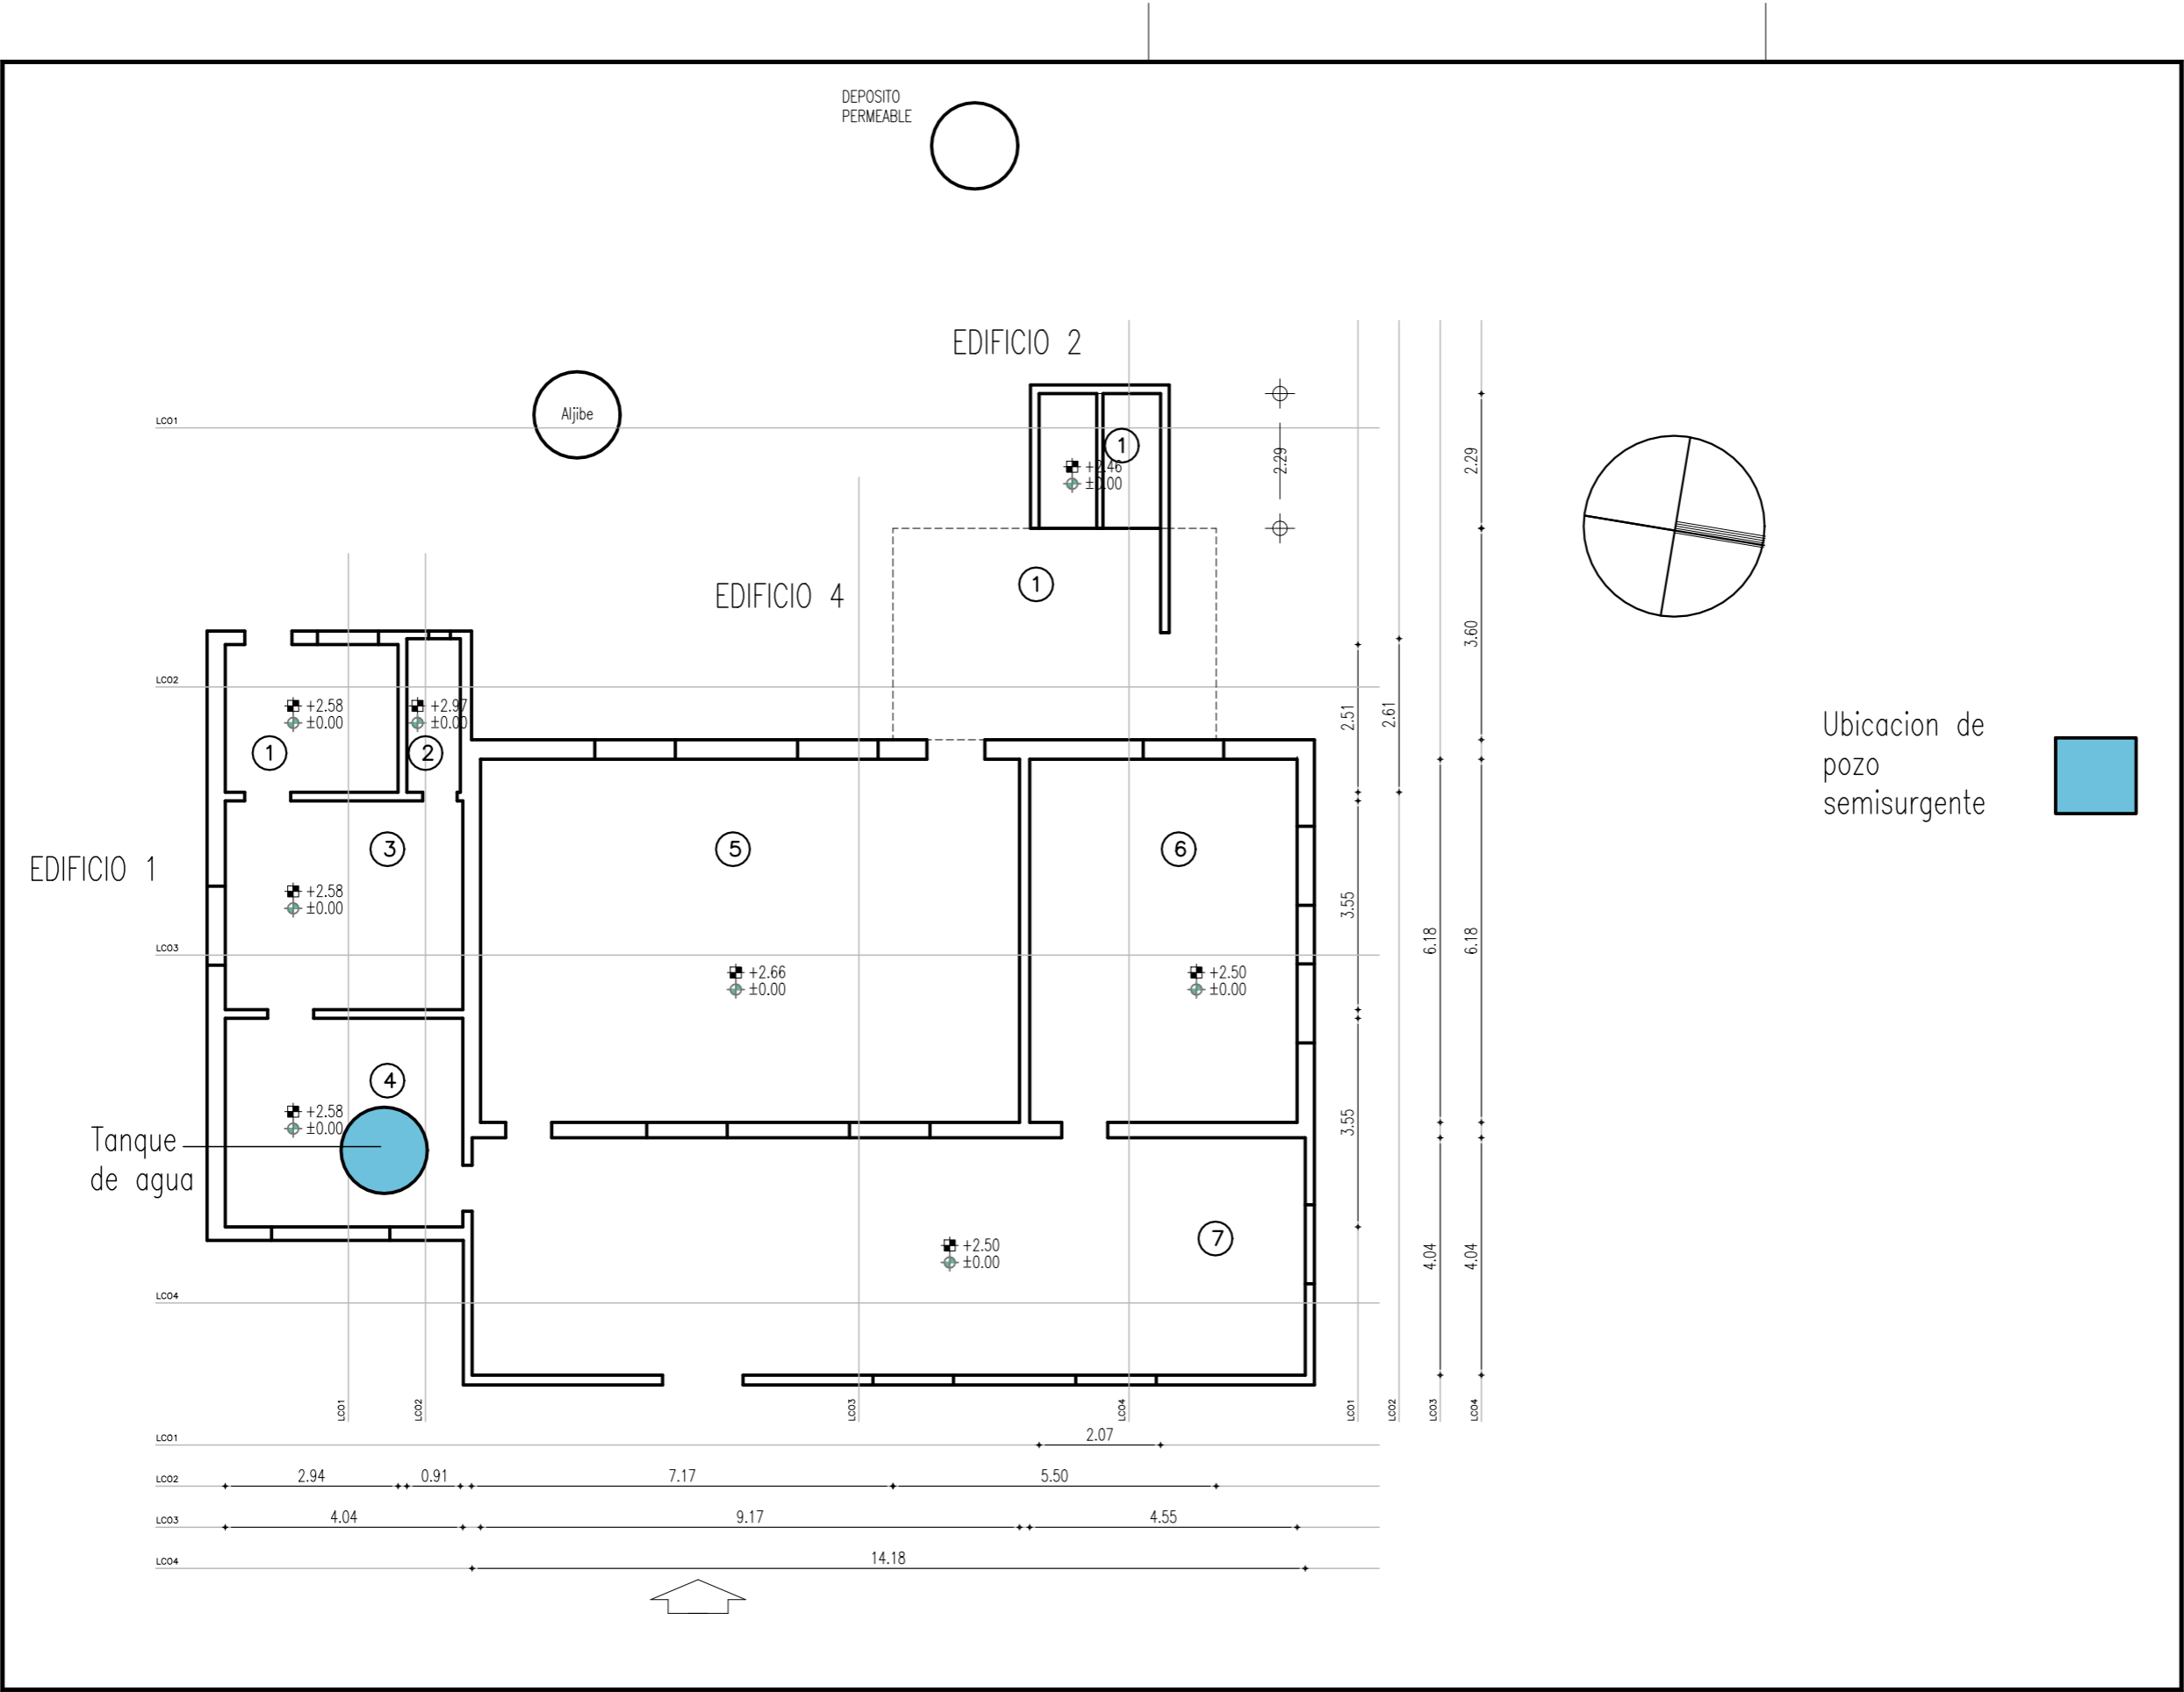 DEPOSITO
PERMEABLE
EDIFICIO 2
Aljibe
LC01
1
+2.46
±0.00
2.29
2.29
EDIFICIO 4
1
3.60
LC02
+2.58
±0.00
+2.97
±0.00
1
2
2.51
2.61
Ubicacion de
pozo
semisurgente
EDIFICIO 1
3
5
6
+2.58
±0.00
3.55
6.18
6.18
LC03
+2.66
±0.00
+2.50
±0.00
4
+2.58
±0.00
Tanque
de agua
3.55
7
+2.50
±0.00
4.04
4.04
LC04
LC01
LC02
LC03
LC04
LC01
LC02
LC03
LC04
LC01
2.07
LC02
2.94
0.91
7.17
5.50
LC03
4.04
9.17
4.55
LC04
14.18